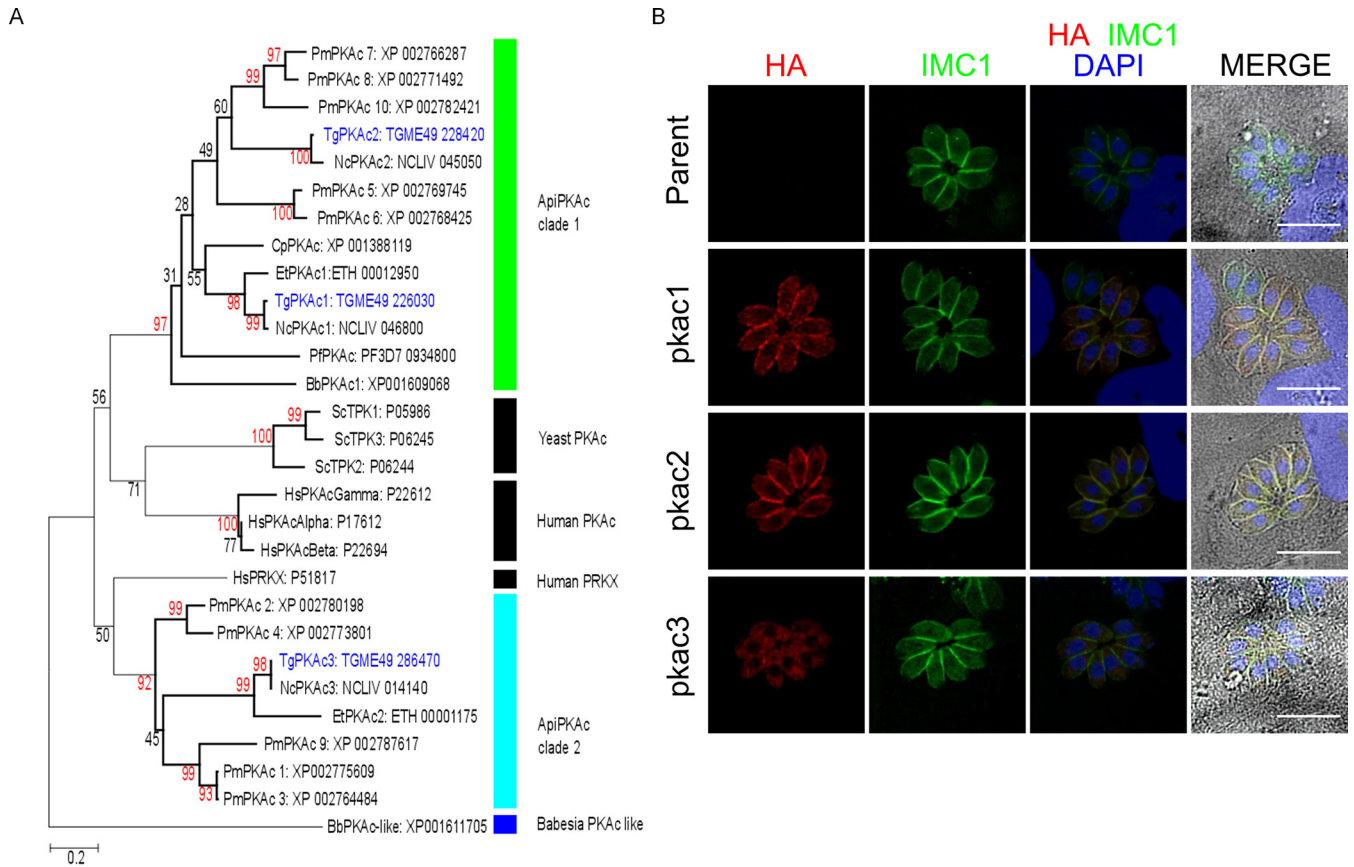 A
97
PmPKAc 7: XP 002766287
99
PmPKAc 8: XP 002771492
60
PmPKAc 10: XP 002782421
TgPKAc2: TGME49 228420
49
100
NcPKAc2: NCLIV 045050
PmPKAc 5: XP 002769745
28
100
PmPKAc 6: XP 002768425
CpPKAc: XP 001388119
31
55
EtPKAc1:ETH 00012950
98
TgPKAc1: TGME49 226030
97
99
NcPKAc1: NCLIV 046800
PfPKAc: PF3D7 0934800
BbPKAc1: XP001609068
56
99
ScTPK1: P05986
100
ScTPK3: P06245
ScTPK2: P06244
71
HsPKAcGamma: P22612
100
HsPKAcAlpha: P17612
77
HsPKAcBeta: P22694
HsPRKX: P51817
50
99
PmPKAc 2: XP 002780198
PmPKAc 4: XP 002773801
92
98
TgPKAc3: TGME49 286470
99
NcPKAc3: NCLIV 014140
EtPKAc2: ETH 00001175
45
PmPKAc 9: XP 002787617
99
PmPKAc 1: XP002775609
93
PmPKAc 3: XP 002764484
BbPKAc-like: XP001611705
0.2
ApiPKAc
clade 1
Yeast PKAc
Human PKAc
Human PRKX
ApiPKAc
clade 2
Babesia PKAc like
B
HA
IMC1
HA IMC1
DAPI
MERGE
Parent
pkac1
pkac2
pkac3